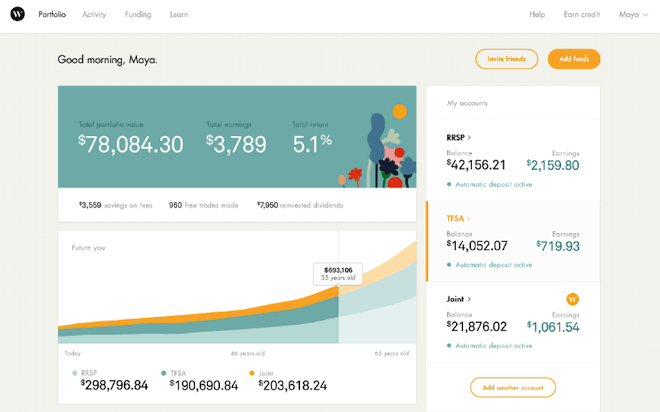 W Portfolio Activity Funding Learn Help Earn credit Maya
Good morning, Maya.
Invite friends Add funds
Total portfolio value Total earnings Total return
$78,084.30 $3,789 5.1%
$3,559 savings on fees 960 free trades made $7,950 reinvested dividends
Future you
$693,106
55 years old
Today 46 years old 65 years old
RRSP TFSA Joint
$298,796.84 $190,690.84 $203,618.24
My accounts
RRSP >
Balance Earnings
$42,156.21 $2,159.80
Automatic deposit active
TFSA >
Balance Earnings
$14,052.07 $719.93
Automatic deposit active
Joint > W
Balance Earnings
$21,876.02 $1,061.54
Automatic deposit active
Add another account